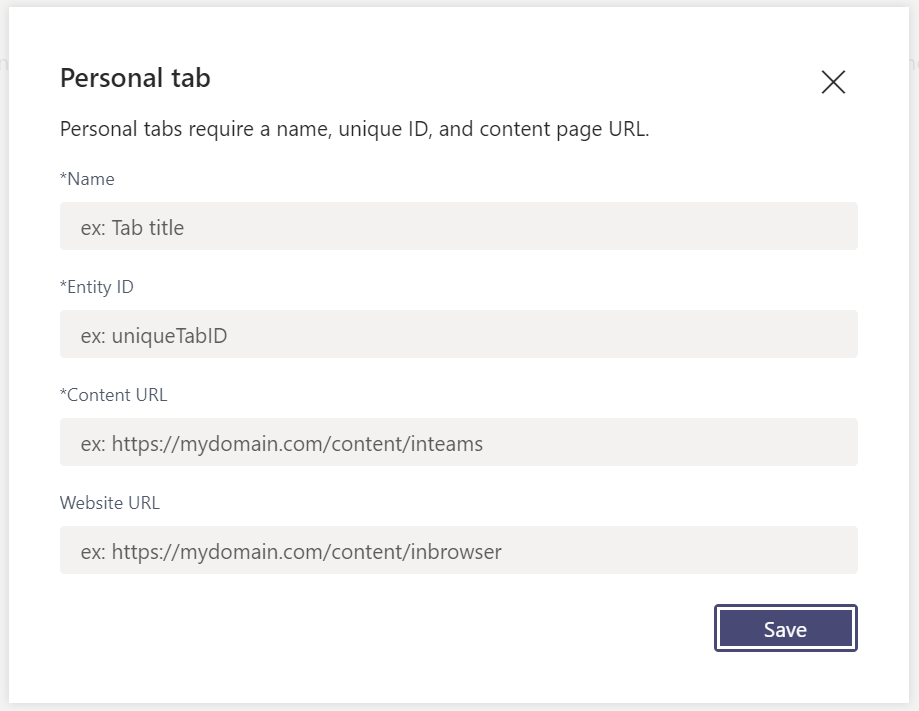 Personal tab
Personal tabs require a name, unique ID, and content page URL.
*Name
ex: Tab title
*Entity ID
ex: uniqueTabID
*Content URL
ex: https://mydomain.com/content/inteams
Website URL
ex: https://mydomain.com/content/inbrowser
Save